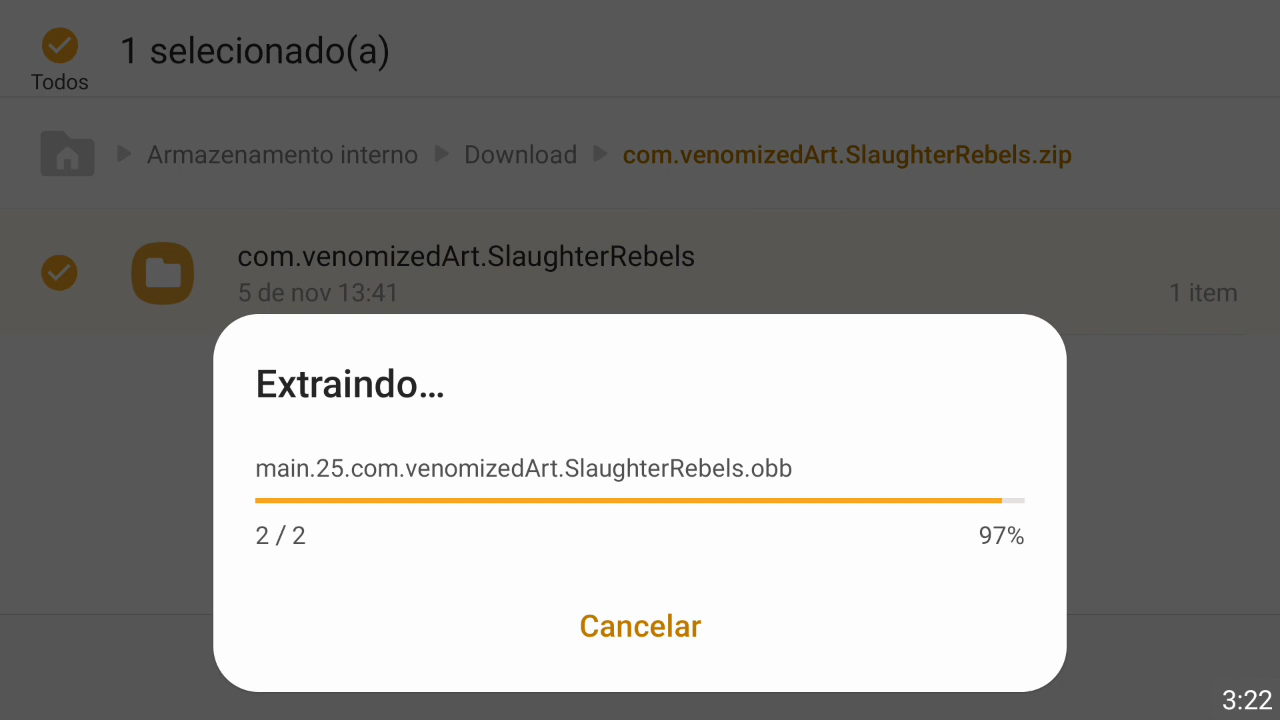 1 selecionado(a)
Todos
Armazenamento interno Download com.venomizedArt.SlaughterRebels.zip
com.venomizedArt.SlaughterRebels
5 de nov 13:41 1 item
Extraindo...
main.25.com.venomizedArt.SlaughterRebels.obb
2 / 2 97%
Cancelar
3:22